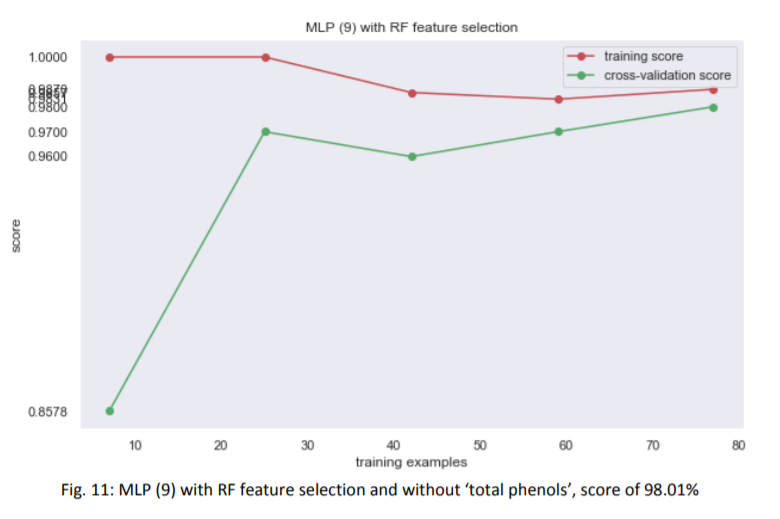 MLP (9) with RF feature selection
training score
cross-validation score
1.0000
0.9800
0.9700
0.9600
0.8578
score
10 20 30 40 50 60 70 80
training examples
Fig. 11: MLP (9) with RF feature selection and without ‘total phenols’, score of 98.01%